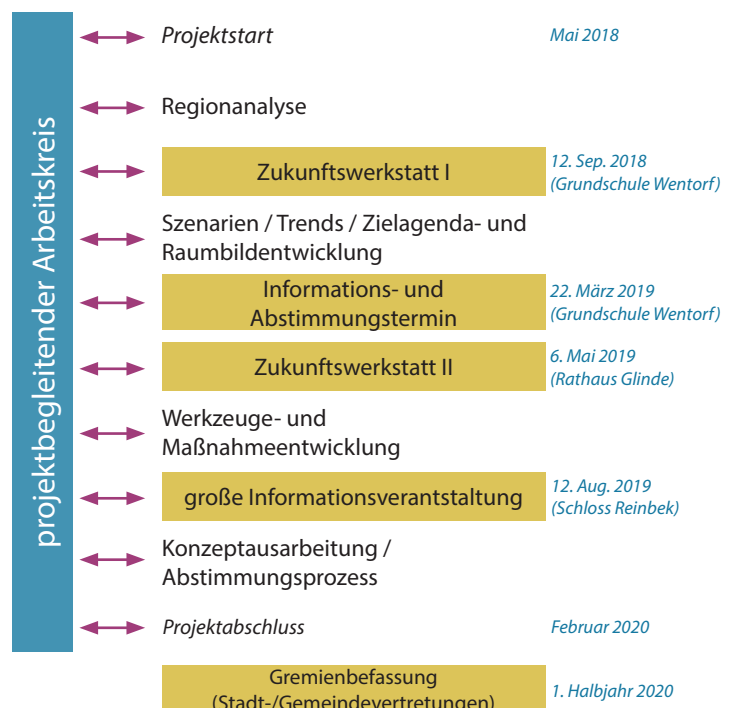 projektbegleitender Arbeitskreis
Projektstart
Mai 2018
Regionanalyse
Zukunftswerkstatt I
12. Sep. 2018
(Grundschule Wentorf)
Szenarien / Trends / Zielagenda- und
Raumbildentwicklung
Informations- und
Abstimmungstermin
22. März 2019
(Grundschule Wentorf)
Zukunftswerkstatt II
6. Mai 2019
(Rathaus Glinde)
Werkzeuge- und
Maßnahmeentwicklung
große Informationsverantstaltung
12. Aug. 2019
(Schloss Reinbek)
Konzeptausarbeitung /
Abstimmungsprozess
Projektabschluss
Februar 2020
Gremienbefassung
(Stadt-/Gemeindevertretungen)
1. Halbjahr 2020